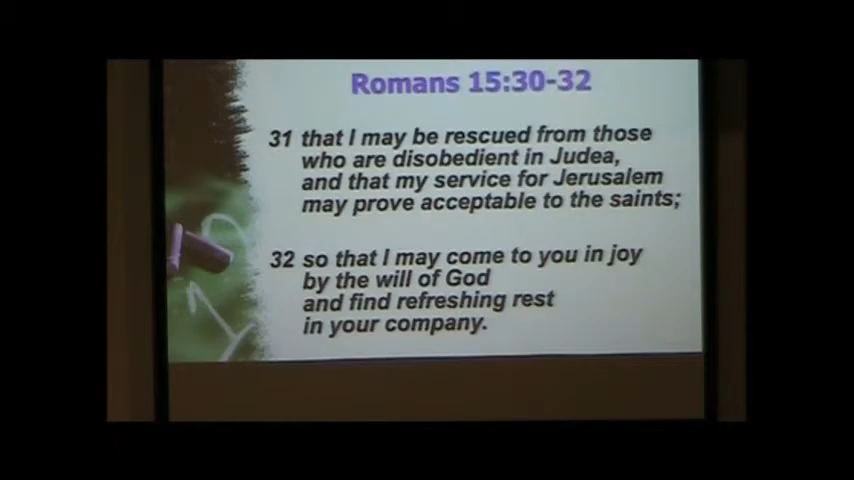 Romans 15:30-32
31 that I may be rescued from those
who are disobedient in Judea,
and that my service for Jerusalem
may prove acceptable to the saints;
32 so that I may come to you in joy
by the will of God
and find refreshing rest
in your company.